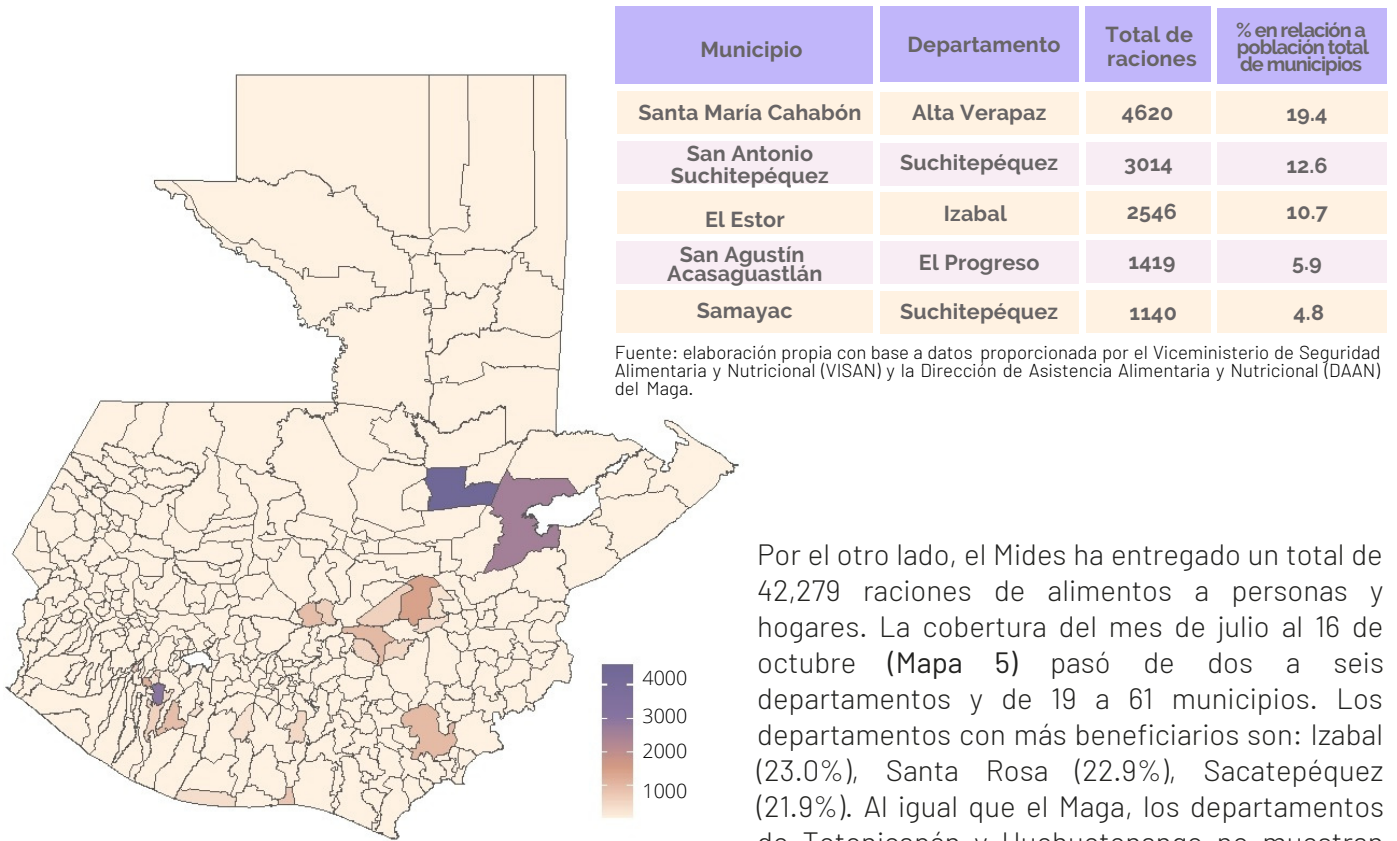 Municipio Departamento Total de raciones % en relación a población total de municipios
Santa María Cahabón Alta Verapaz 4620 19.4
San Antonio Suchitepéquez Suchitepéquez 3014 12.6
El Estor Izabal 2546 10.7
San Agustín Acasaguastlán El Progreso 1419 5.9
Samayac Suchitepéquez 1140 4.8
Fuente: elaboración propia con base a datos proporcionada por el Viceministerio de Seguridad
Alimentaria y Nutricional (VISAN) y la Dirección de Asistencia Alimentaria y Nutricional (DAAN)
del Maga.
4000
3000
2000
1000
Por el otro lado, el Mides ha entregado un total de
42,279 raciones de alimentos a personas y
hogares. La cobertura del mes de julio al 16 de
octubre (Mapa 5) pasó de dos a seis
departamentos y de 19 a 61 municipios. Los
departamentos con más beneficiarios son: Izabal
(23.0%), Santa Rosa (22.9%), Sacatepéquez
(21.9%). Al igual que el Maga, los departamentos
de Totonicapán y Huehuetenango no muestran